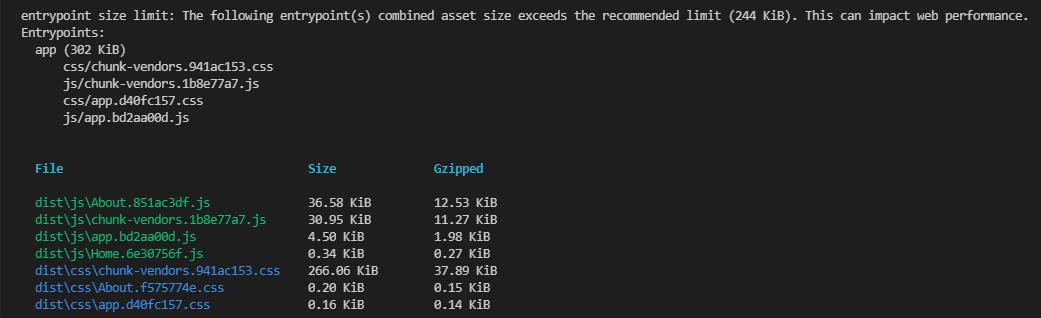 entrypoint size limit: The following entrypoint(s) combined asset size exceeds the recommended limit (244 KiB). This can impact web performance.
Entrypoints:
app (302 KiB)
css/chunk-vendors.941ac153.css
js/chunk-vendors.1b8e77a7.js
css/app.d40fc157.css
js/app.bd2aa00d.js
File Size Gzipped
dist\js\About.851ac3df.js 36.58 KiB 12.53 KiB
dist\js\chunk-vendors.1b8e77a7.js 30.95 KiB 11.27 KiB
dist\js\app.bd2aa00d.js 4.50 KiB 1.98 KiB
dist\js\Home.6e30756f.js 0.34 KiB 0.27 KiB
dist\css\chunk-vendors.941ac153.css 266.06 KiB 37.89 KiB
dist\css\About.f575774e.css 0.20 KiB 0.15 KiB
dist\css\app.d40fc157.css 0.16 KiB 0.14 KiB